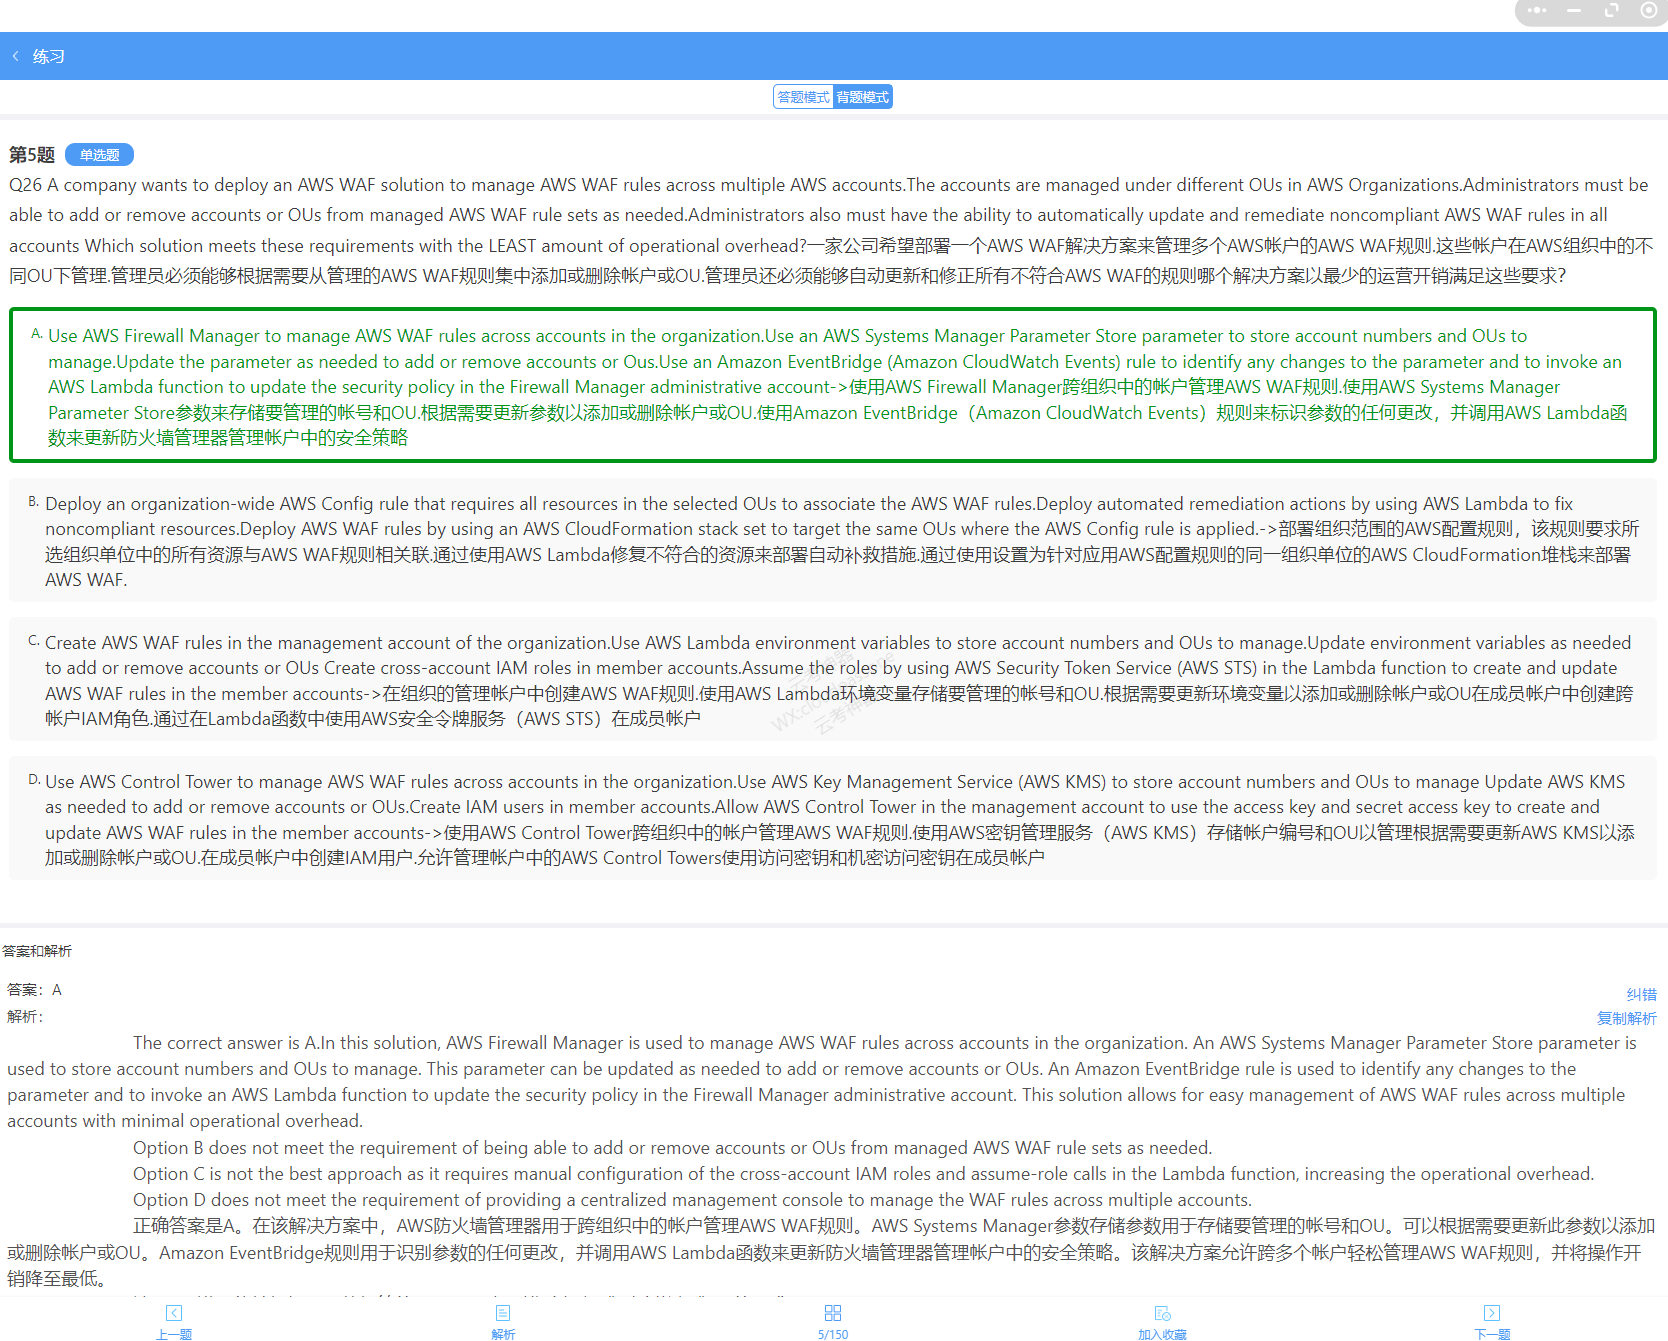 练习
答题模式 背题模式
第5题 单选题
Q26 A company wants to deploy an AWS WAF solution to manage AWS WAF rules across multiple AWS accounts.The accounts are managed under different OUs in AWS Organizations.Administrators must be
able to add or remove accounts or OUs from managed AWS WAF rule sets as needed.Administrators also must have the ability to automatically update and remediate noncompliant AWS WAF rules in all
accounts Which solution meets these requirements with the LEAST amount of operational overhead?一家公司希望部署一个AWS WAF解决方案来管理多个AWS帐户的AWS WAF规则.这些帐户在AWS组织中的不
同OU下管理.管理员必须能够根据需要从管理的AWS WAF规则集中添加或删除帐户或OU.管理员还必须能够自动更新和修正所有不符合AWS WAF的规则哪个解决方案以最少的运营开销满足这些要求?
A. Use AWS Firewall Manager to manage AWS WAF rules across accounts in the organization.Use an AWS Systems Manager Parameter Store parameter to store account numbers and OUs to
manage.Update the parameter as needed to add or remove accounts or Ous.Use an Amazon EventBridge (Amazon CloudWatch Events) rule to identify any changes to the parameter and to invoke an
AWS Lambda function to update the security policy in the Firewall Manager administrative account->使用AWS Firewall Manager跨组织中的帐户管理AWS WAF规则.使用AWS Systems Manager
Parameter Store参数来存储要管理的帐号和OU.根据需要更新参数以添加或删除帐户或OU.使用Amazon EventBridge（Amazon CloudWatch Events）规则来标识参数的任何更改，并调用AWS Lambda函
数来更新防火墙管理器管理帐户中的安全策略
B. Deploy an organization-wide AWS Config rule that requires all resources in the selected OUs to associate the AWS WAF rules.Deploy automated remediation actions by using AWS Lambda to fix
noncompliant resources.Deploy AWS WAF rules by using an AWS CloudFormation stack set to target the same OUs where the AWS Config rule is applied.->部署组织范围的AWS配置规则，该规则要求所
选组织单位中的所有资源与AWS WAF规则相关联.通过使用AWS Lambda修复不符合的资源来部署自动补救措施.通过使用设置为针对应用AWS配置规则的同一组织单位的AWS CloudFormation堆栈来部署
AWS WAF.
C. Create AWS WAF rules in the management account of the organization.Use AWS Lambda environment variables to store account numbers and OUs to manage.Update environment variables as needed
to add or remove accounts or OUs Create cross-account IAM roles in member accounts.Assume the roles by using AWS Security Token Service (AWS STS) in the Lambda function to create and update
AWS WAF rules in the member accounts->在组织的管理帐户中创建AWS WAF规则.使用AWS Lambda环境变量存储要管理的帐号和OU.根据需要更新环境变量以添加或删除帐户或OU在成员帐户中创建跨
帐户IAM角色.通过在Lambda函数中使用AWS安全令牌服务（AWS STS）在成员帐户
D. Use AWS Control Tower to manage AWS WAF rules across accounts in the organization.Use AWS Key Management Service (AWS KMS) to store account numbers and OUs to manage Update AWS KMS
as needed to add or remove accounts or OUs.Create IAM users in member accounts.Allow AWS Control Tower in the management account to use the access key and secret access key to create and
update AWS WAF rules in the member accounts->使用AWS Control Tower跨组织中的帐户管理AWS WAF规则.使用AWS密钥管理服务（AWS KMS）存储帐户编号和OU以管理根据需要更新AWS KMS以添
加或删除帐户或OU.在成员帐户中创建IAM用户.允许管理帐户中的AWS Control Towers使用访问密钥和机密访问密钥在成员帐户
答案和解析
答案：A
纠错
解析：
复制解析
The correct answer is A.In this solution, AWS Firewall Manager is used to manage AWS WAF rules across accounts in the organization. An AWS Systems Manager Parameter Store parameter is
used to store account numbers and OUs to manage. This parameter can be updated as needed to add or remove accounts or OUs. An Amazon EventBridge rule is used to identify any changes to the
parameter and to invoke an AWS Lambda function to update the security policy in the Firewall Manager administrative account. This solution allows for easy management of AWS WAF rules across multiple
accounts with minimal operational overhead.
Option B does not meet the requirement of being able to add or remove accounts or OUs from managed AWS WAF rule sets as needed.
Option C is not the best approach as it requires manual configuration of the cross-account IAM roles and assume-role calls in the Lambda function, increasing the operational overhead.
Option D does not meet the requirement of providing a centralized management console to manage the WAF rules across multiple accounts.
正确答案是A。在该解决方案中，AWS防火墙管理器用于跨组织中的帐户管理AWS WAF规则。AWS Systems Manager参数存储参数用于存储要管理的帐号和OU。可以根据需要更新此参数以添加
或删除帐户或OU。Amazon EventBridge规则用于识别参数的任何更改，并调用AWS Lambda函数来更新防火墙管理器管理帐户中的安全策略。该解决方案允许跨多个帐户轻松管理AWS WAF规则，并将操作开
销降至最低。
上一题 解析 5/150 加入收藏 下一题